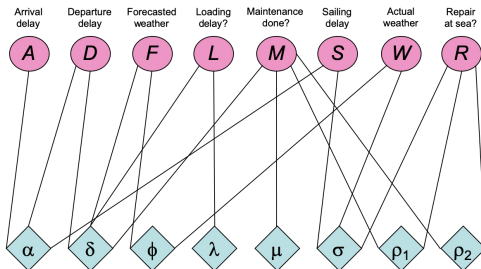 Arrival delay
Departure delay
Forecasted weather
Loading delay?
Maintenance done?
Sailing delay
Actual weather
Repair at sea?
A D F L M S W R
α δ ϕ λ μ σ ρ1 ρ2